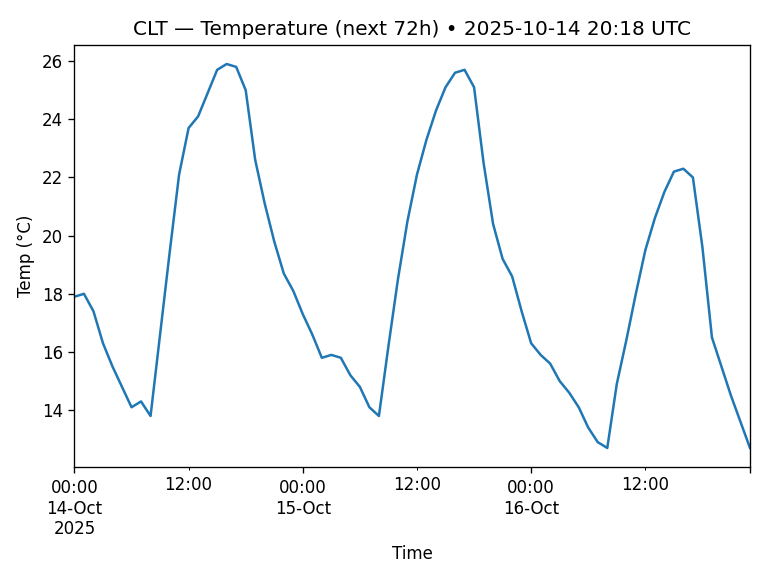 CLT — Temperature (next 72h) • 2025-10-14 20:18 UTC
Temp (°C)
26
24
22
20
18
16
14
00:00 12:00 00:00 12:00 00:00 12:00
14-Oct 15-Oct 16-Oct
2025
Time